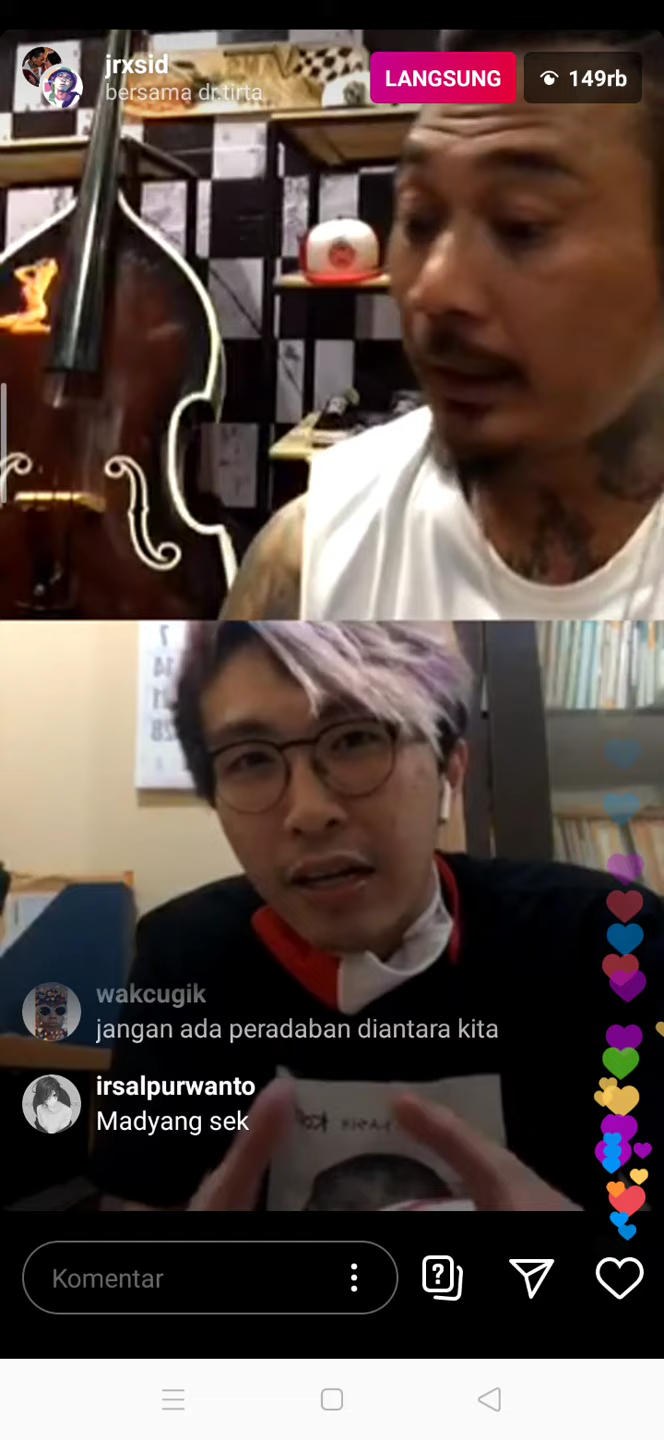 jrxsid
bersama dr.tirta
LANGSUNG
149rb
wakcugik
jangan ada peradaban diantara kita
irsalpurwanto
Madyang sek
Komentar